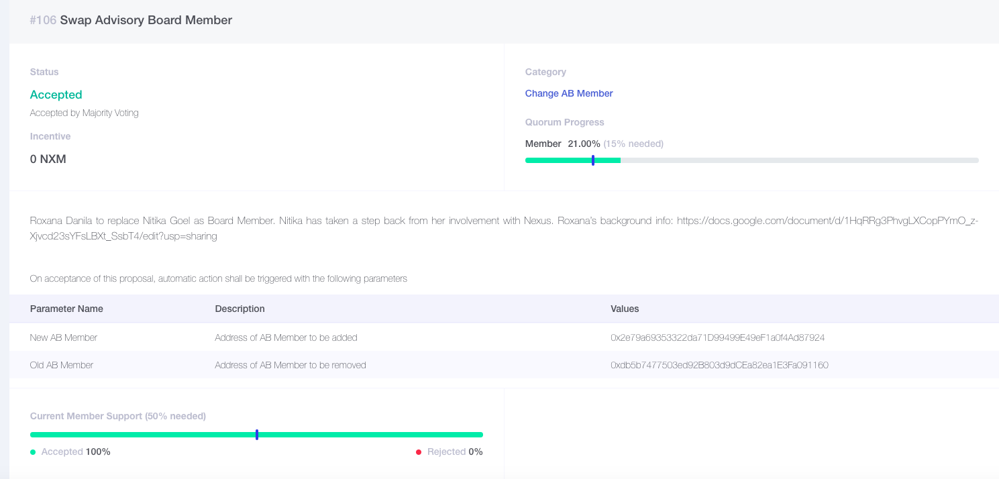 #106 Swap Advisory Board Member
Status
Accepted
Accepted by Majority Voting
Incentive
0 NXM
Category
Change AB Member
Quorum Progress
Member 21.00% (15% needed)
Roxana Danila to replace Nitika Goel as Board Member. Nitika has taken a step back from her involvement with Nexus. Roxana's background info: https://docs.google.com/document/d/1HqRRg3PhvgLXCopPYmO_z-
Xjvcd23sYFsLBXt_SsbT4/edit?usp=sharing
On acceptance of this proposal, automatic action shall be triggered with the following parameters
Parameter Name Description Values
New AB Member Address of AB Member to be added 0x2e79a69353322da71D99499E49eF1a0f4Ad87924
Old AB Member Address of AB Member to be removed 0xdb5b7477503ed92B803d9dCEa82ea1E3Fa091160
Current Member Support (50% needed)
Accepted 100% Rejected 0%